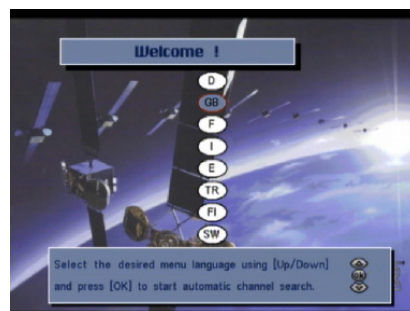 Welcome !
D
GB
F
I
E
TR
FI
SW
Select the desired menu language using [Up/Down]
and press [OK] to start automatic channel search.
OK